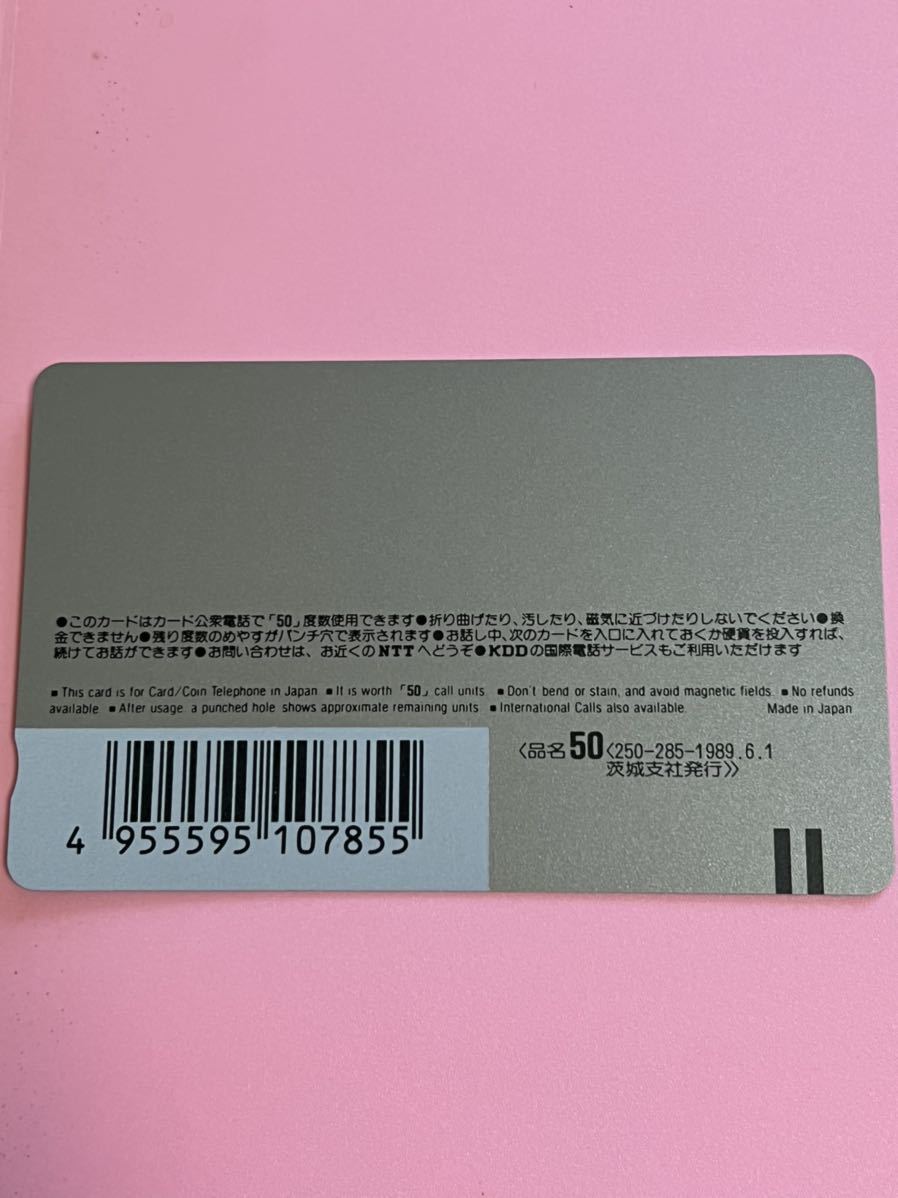 ●このカードはカード公衆電話で「50」度数使用できます●折り曲げたり、汚したり、磁気に近づけたりしないでください●換
金できません●残り度数のめやすがパンチ穴で表示されます●お話し中、次のカードを入口に入れておくか硬貨を投入すれば、
続けてお話ができます●お問い合わせは、お近くのNTTへどうぞ●KDDの国際電話サービスもご利用いただけます
■ This card is for Card/Coin Telephone in Japan ■ It is worth「50」call units ■ Don't bend or stain, and avoid magnetic fields. ■ No refunds
available ■ After usage a punched hole shows approximate remaining units ■ International Calls also available. Made in Japan
〈品名50〈250-285-1989.6.1
茨城支社発行〉〉
4 955595 107855